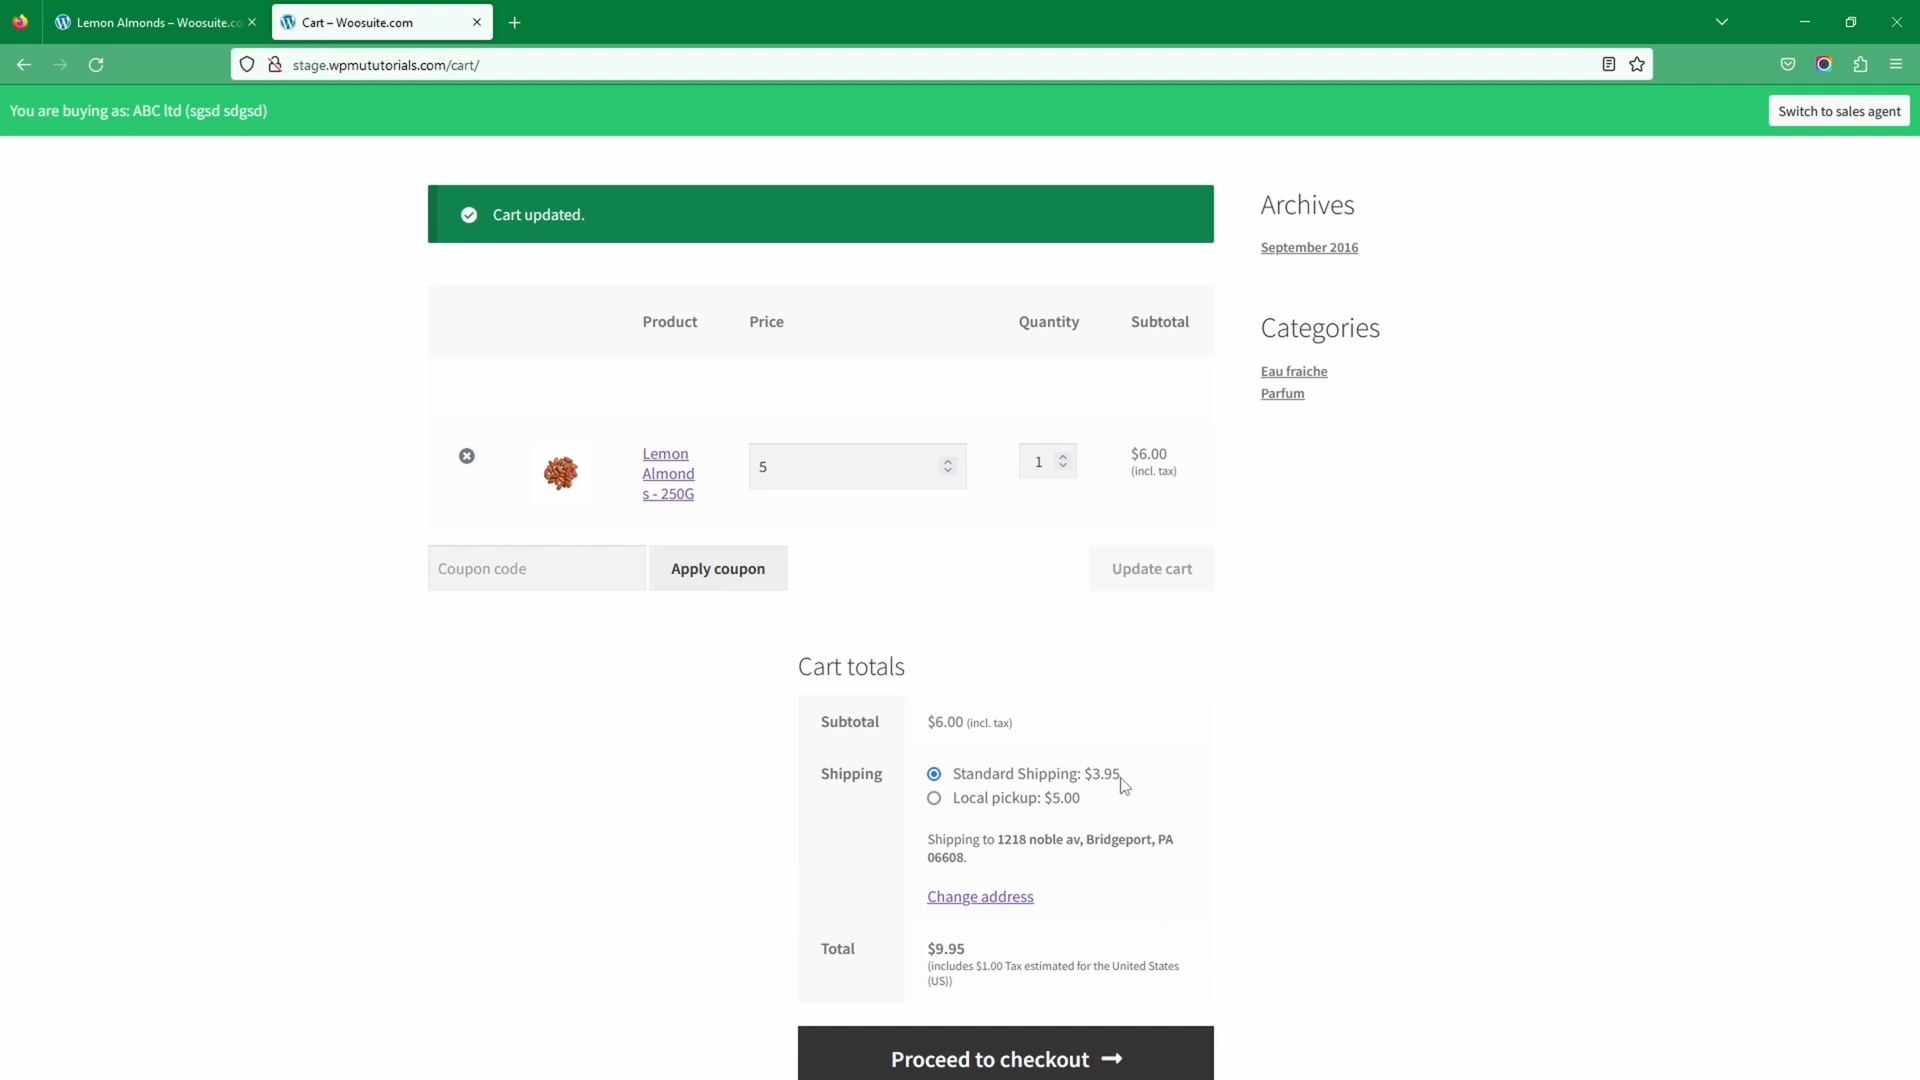 Lemon Almonds – Woosuite.co
Cart – Woosuite.com
stage.wpmututorials.com/cart/
You are buying as: ABC ltd (sgsd sdgsd)
Switch to sales agent
Cart updated.
Product Price Quantity Subtotal
Lemon
Almond
s - 250G
5
1
$6.00
(incl. tax)
Coupon code
Apply coupon
Update cart
Cart totals
Subtotal $6.00 (incl. tax)
Shipping Standard Shipping: $3.95
Local pickup: $5.00
Shipping to 1218 noble av, Bridgeport, PA
06608.
Change address
Total $9.95
(includes $1.00 Tax estimated for the United States
(US))
Proceed to checkout
Archives
September 2016
Categories
Eau fraiche
Parfum